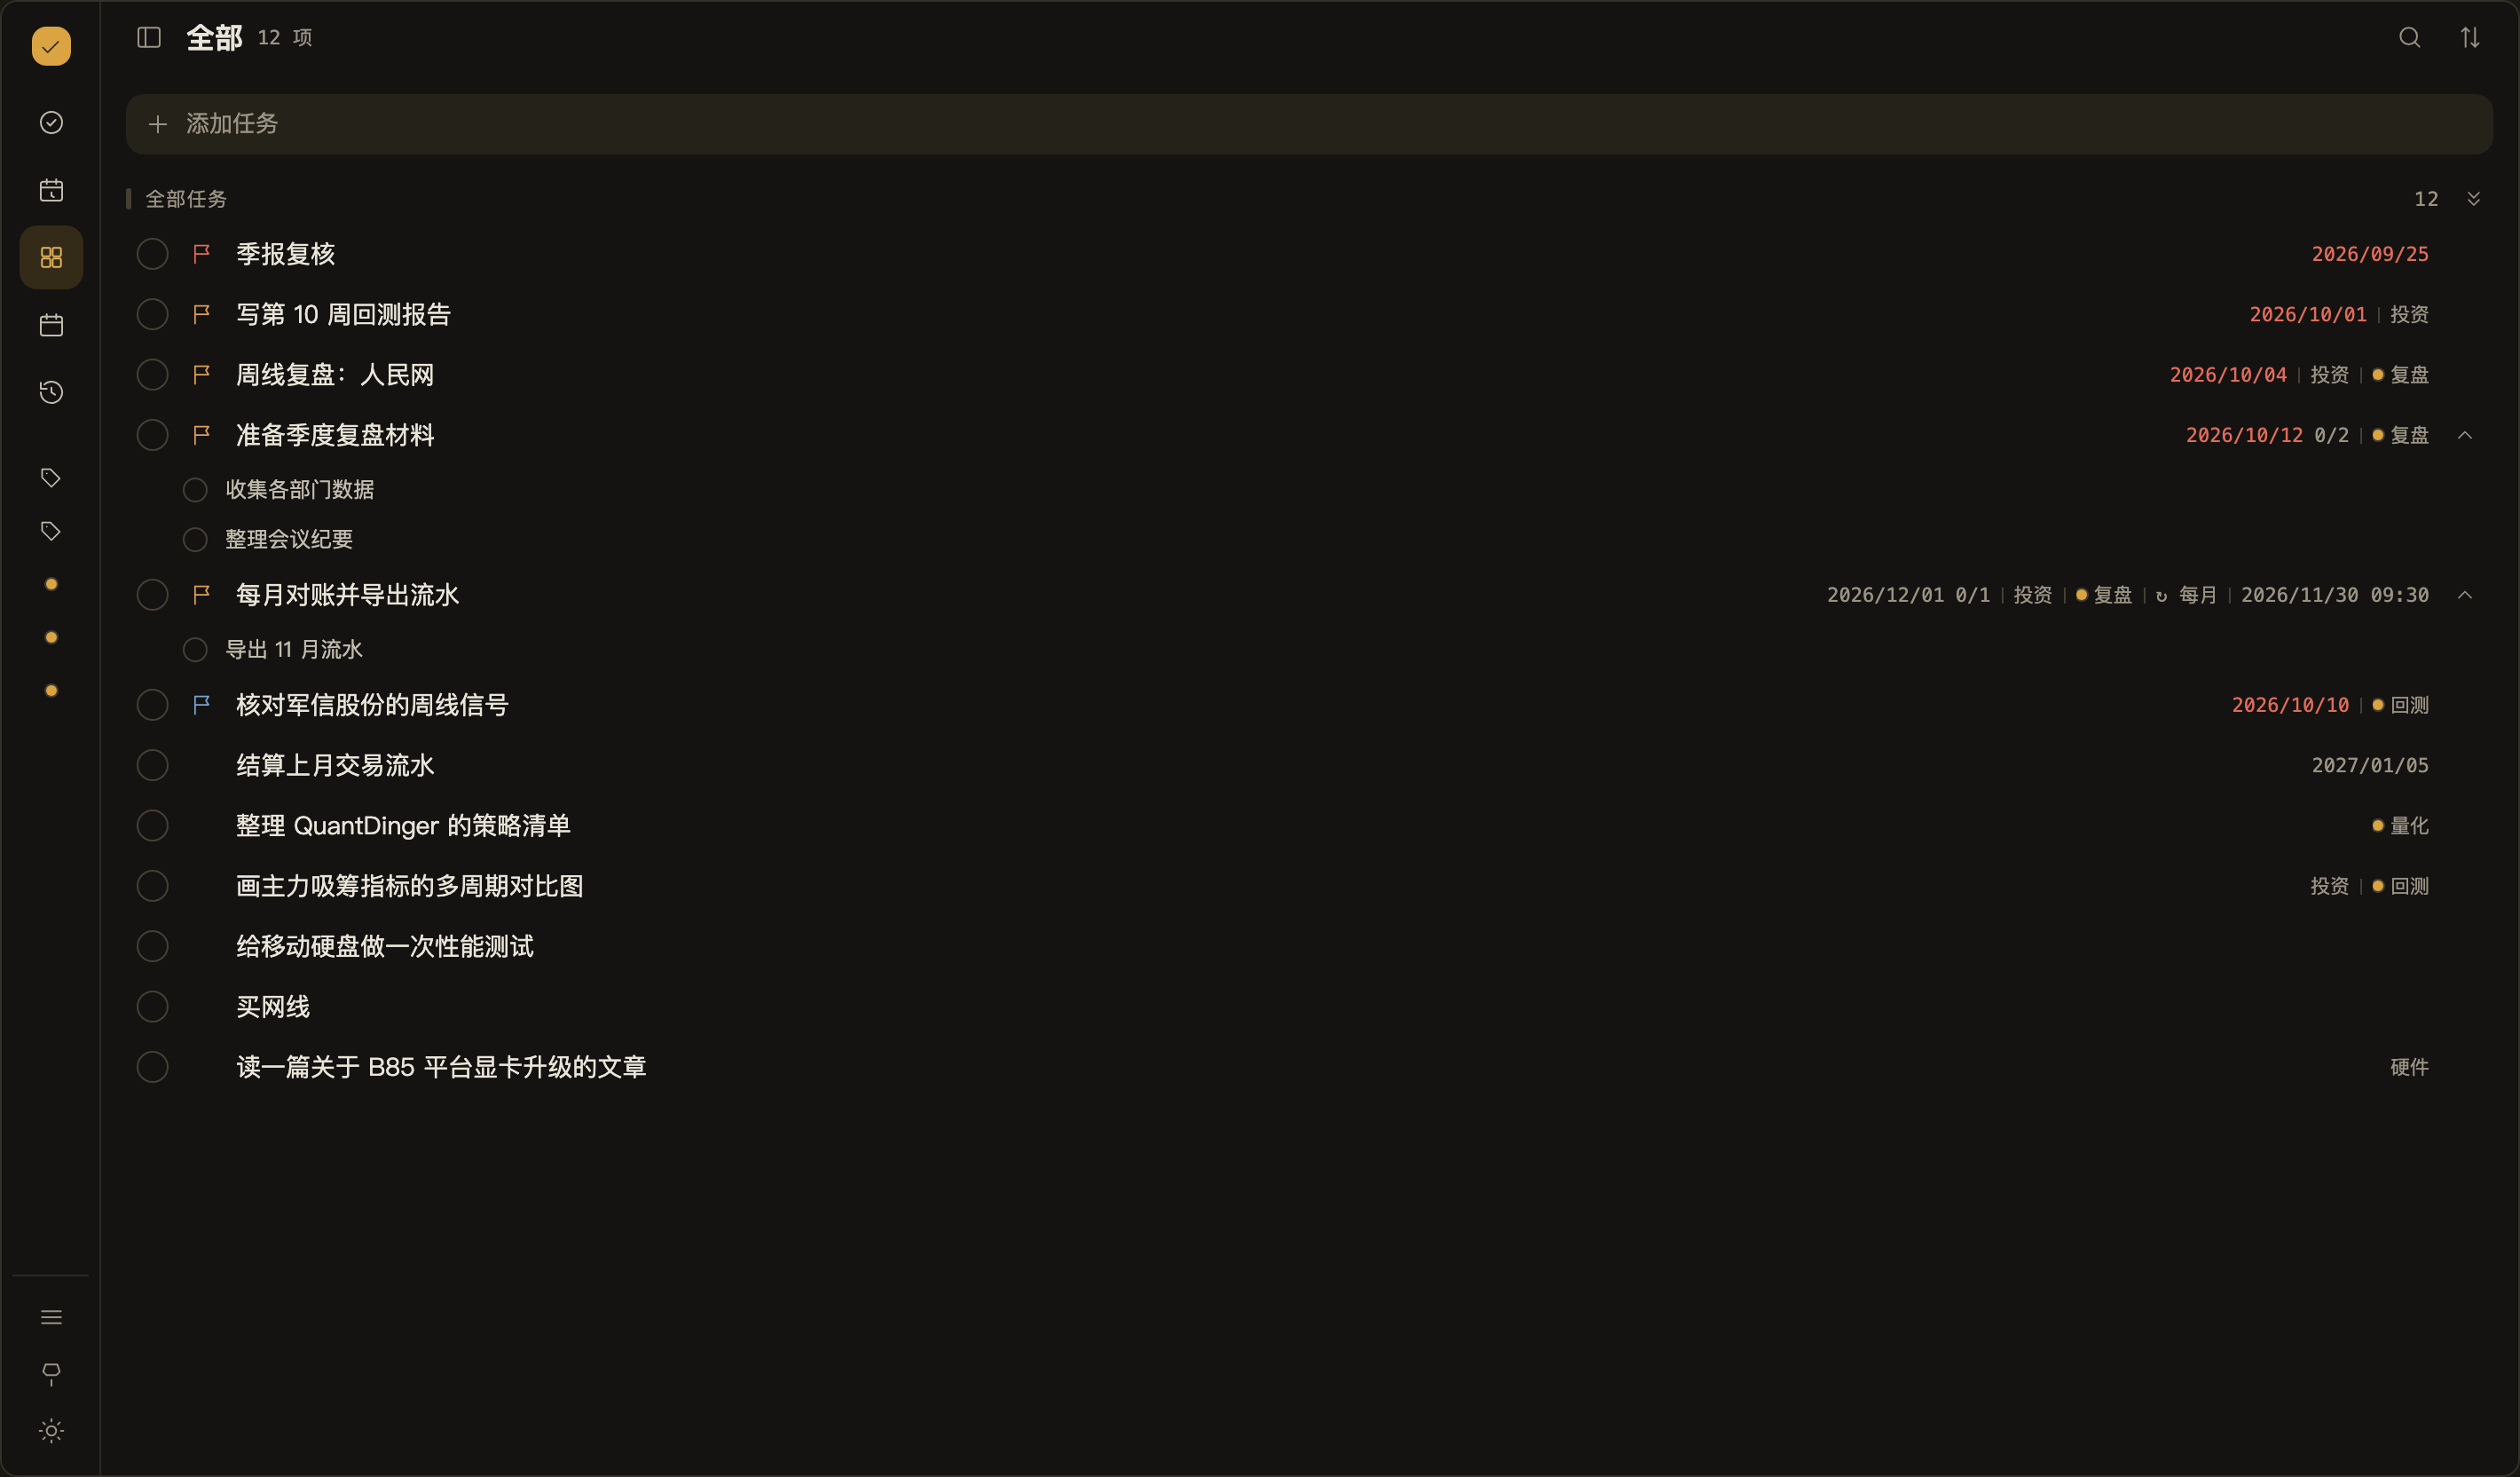 全部 12 项
添加任务
全部任务 12
季报复核 2026/09/25
写第 10 周回测报告 2026/10/01 | 投资
周线复盘：人民网 2026/10/04 | 投资 | 复盘
准备季度复盘材料 2026/10/12 0/2 | 复盘
收集各部门数据
整理会议纪要
每月对账并导出流水 2026/12/01 0/1 | 投资 | 复盘 | ↻ 每月 | 2026/11/30 09:30
导出 11 月流水
核对军信股份的周线信号 2026/10/10 | 回测
结算上月交易流水 2027/01/05
整理 QuantDinger 的策略清单 量化
画主力吸筹指标的多周期对比图 投资 | 回测
给移动硬盘做一次性能测试
买网线
读一篇关于 B85 平台显卡升级的文章 硬件